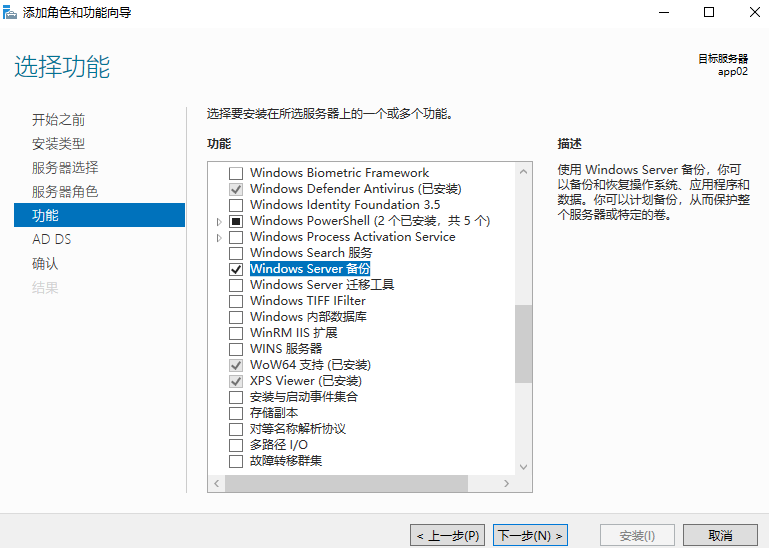 添加角色和功能向导
选择功能
目标服务器
app02
开始之前
安装类型
服务器选择
服务器角色
功能
AD DS
确认
结果
选择要安装在所选服务器上的一个或多个功能。
功能
Windows Biometric Framework
Windows Defender Antivirus (已安装)
Windows Identity Foundation 3.5
Windows PowerShell (2 个已安装，共 5 个)
Windows Process Activation Service
Windows Search 服务
Windows Server 备份
Windows Server 迁移工具
Windows TIFF IFilter
Windows 内部数据库
WinRM IIS 扩展
WINS 服务器
WoW64 支持 (已安装)
XPS Viewer (已安装)
安装与启动事件集合
存储副本
对等名称解析协议
多路径 I/O
故障转移群集
描述
使用 Windows Server 备份，你可
以备份和恢复操作系统、应用程序和
数据。你可以计划备份，从而保护整
个服务器或特定的卷。
< 上一步(P)
下一步(N) >
安装(I)
取消